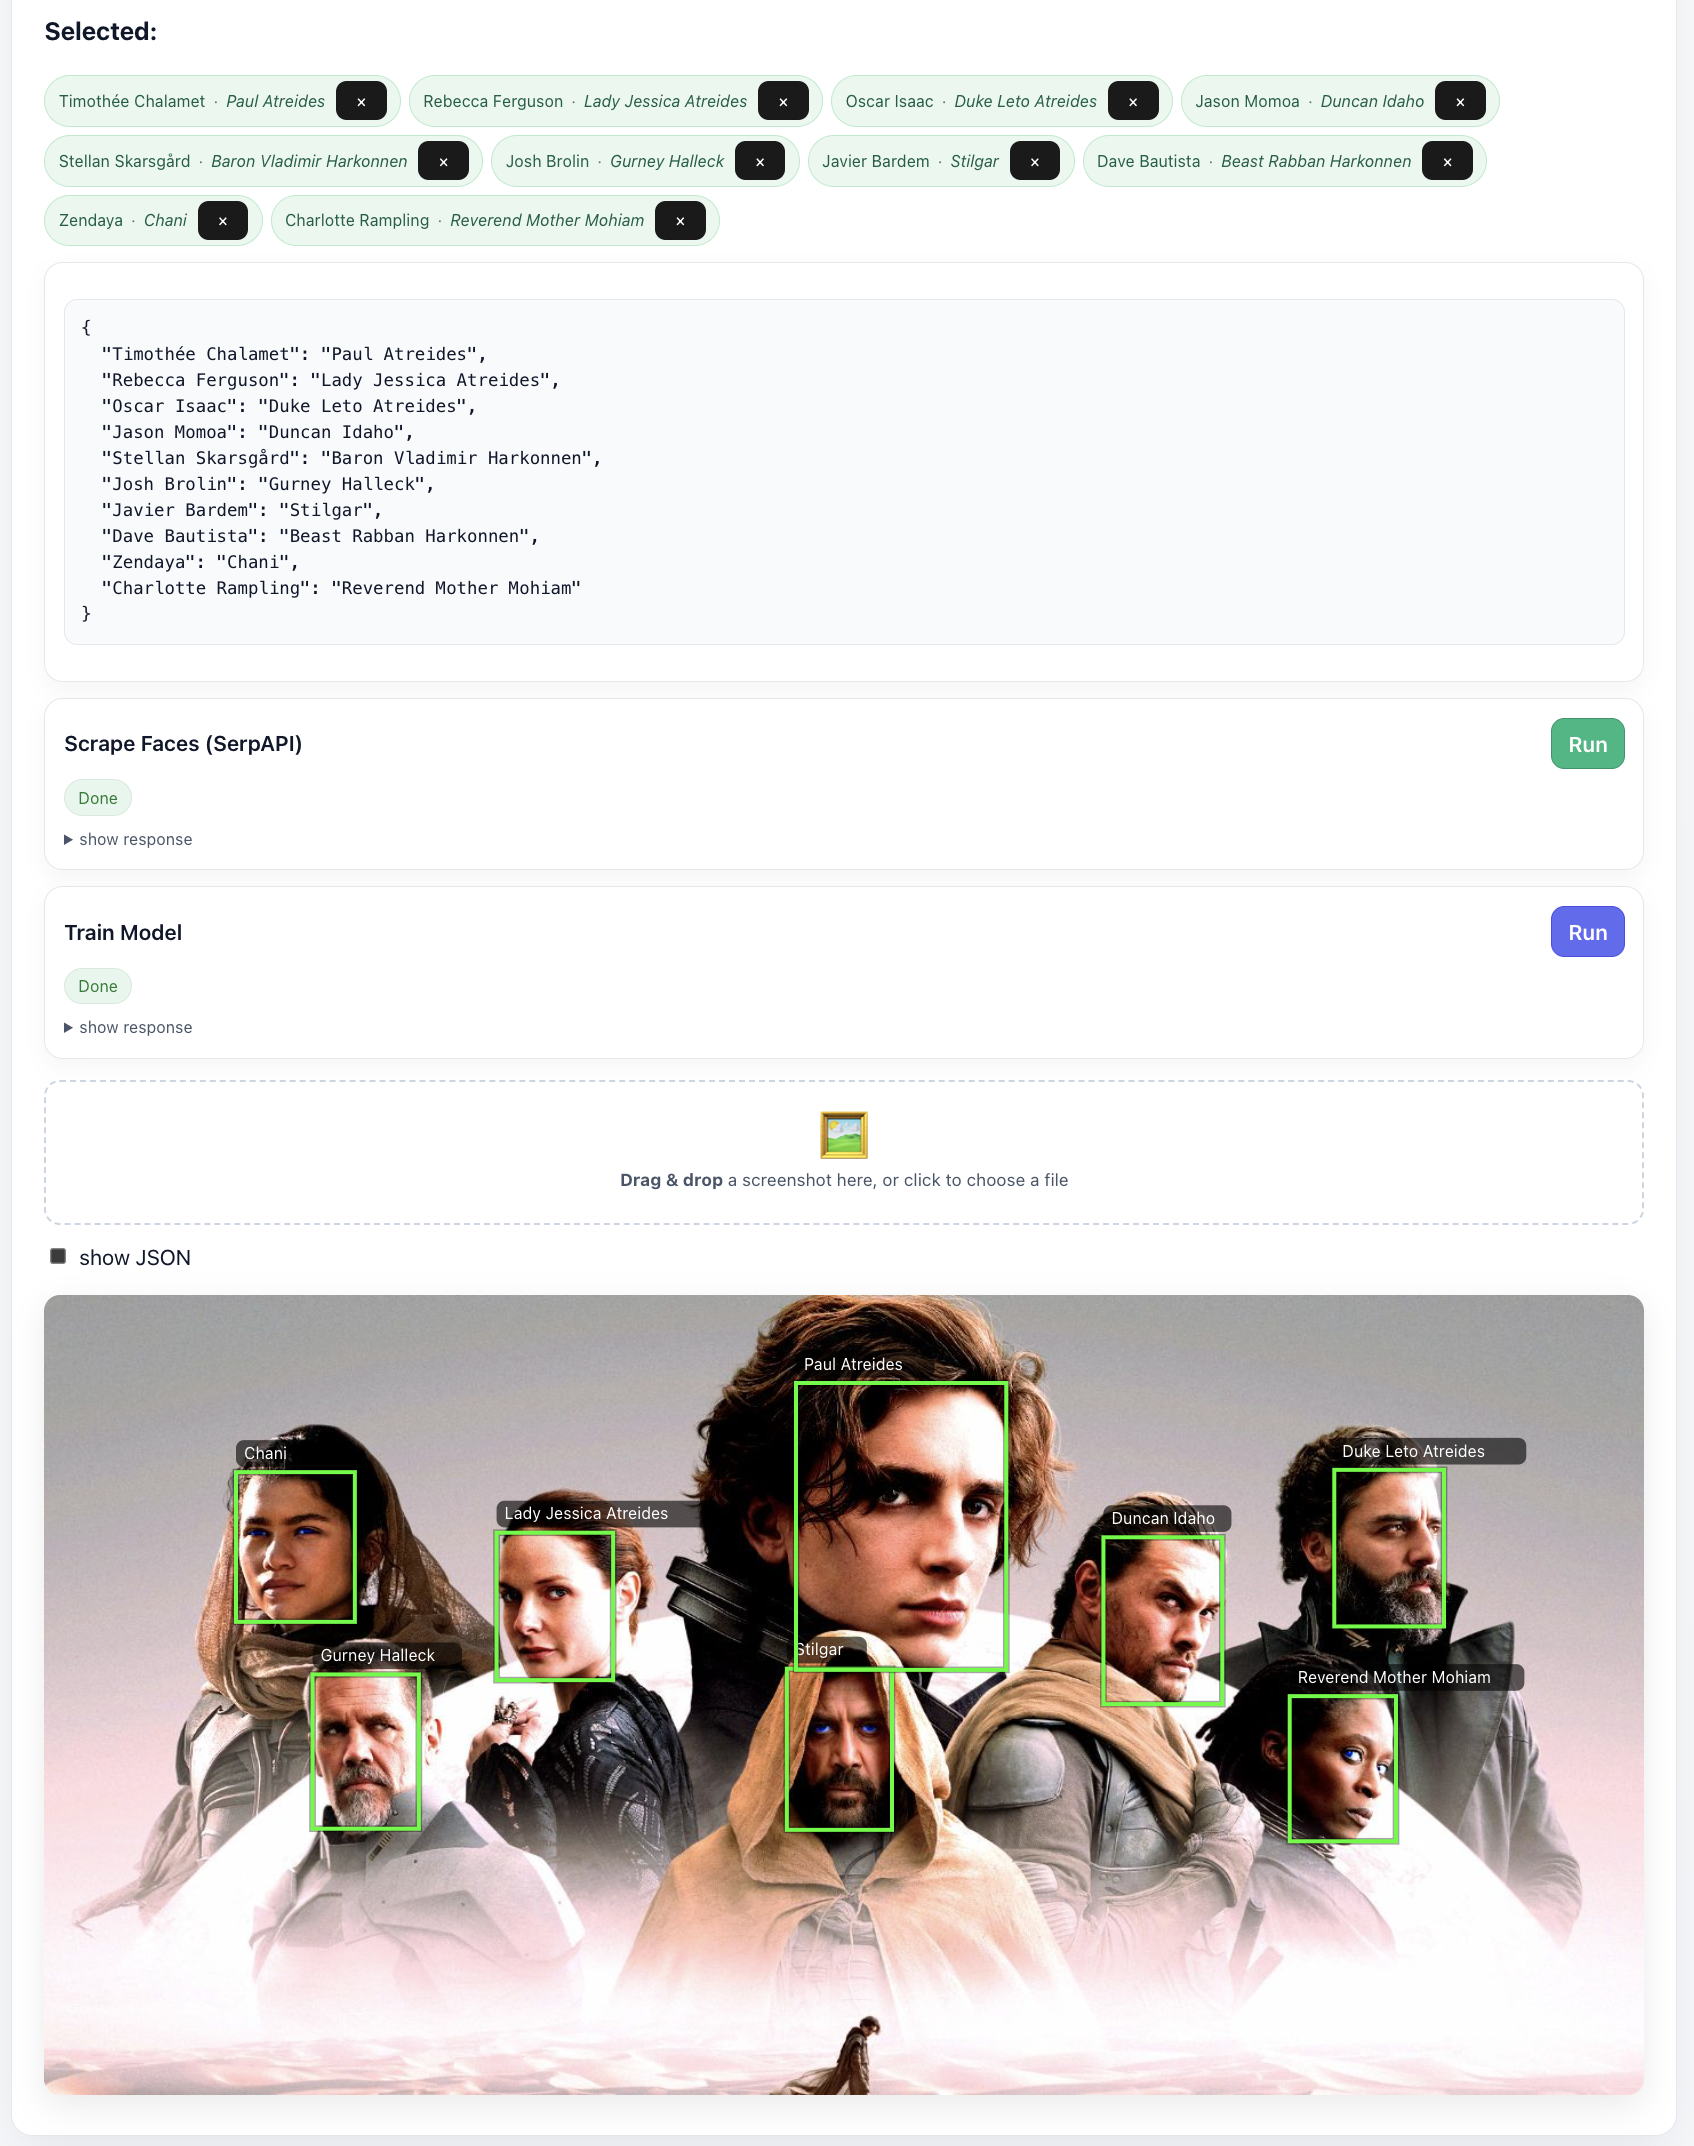 Selected:
Timothée Chalamet · Paul Atreides ×
Rebecca Ferguson · Lady Jessica Atreides ×
Oscar Isaac · Duke Leto Atreides ×
Jason Momoa · Duncan Idaho ×
Stellan Skarsgård · Baron Vladimir Harkonnen ×
Josh Brolin · Gurney Halleck ×
Javier Bardem · Stilgar ×
Dave Bautista · Beast Rabban Harkonnen ×
Zendaya · Chani ×
Charlotte Rampling · Reverend Mother Mohiam ×
{
"Timothée Chalamet": "Paul Atreides",
"Rebecca Ferguson": "Lady Jessica Atreides",
"Oscar Isaac": "Duke Leto Atreides",
"Jason Momoa": "Duncan Idaho",
"Stellan Skarsgård": "Baron Vladimir Harkonnen",
"Josh Brolin": "Gurney Halleck",
"Javier Bardem": "Stilgar",
"Dave Bautista": "Beast Rabban Harkonnen",
"Zendaya": "Chani",
"Charlotte Rampling": "Reverend Mother Mohiam"
}
Scrape Faces (SerpAPI)
Run
Done
▶ show response
Train Model
Run
Done
▶ show response
Drag & drop a screenshot here, or click to choose a file
show JSON
Paul Atreides
Chani
Duke Leto Atreides
Lady Jessica Atreides
Duncan Idaho
Stilgar
Gurney Halleck
Reverend Mother Mohiam